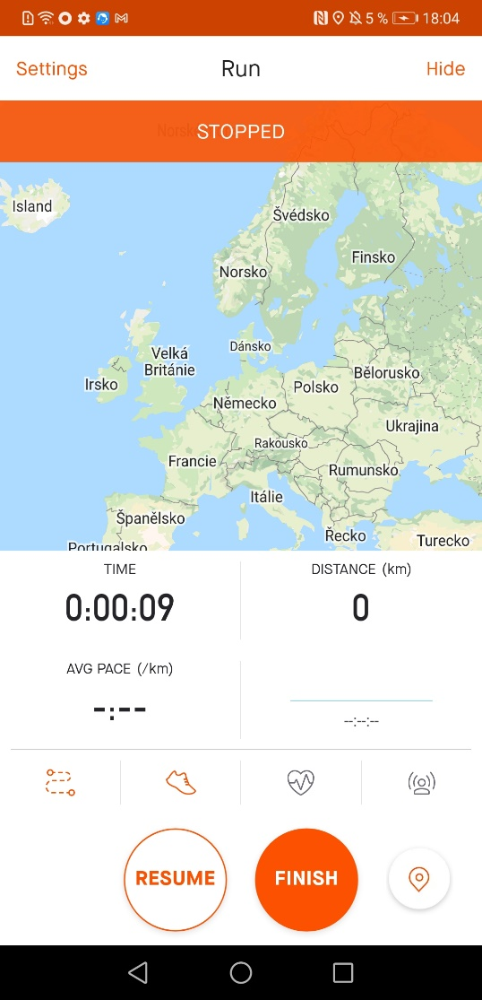 5 % 18:04
Settings Run Hide
STOPPED
Island
Švédsko
Finsko
Norsko
Dánsko
Velká
Británie
Irsko
Bělorusko
Polsko
Německo
Ukrajina
Rakousko
Francie
Rumunsko
Itálie
Španělsko
Řecko
Portugalsko
Turecko
TIME
0:00:09
DISTANCE (km)
0
AVG PACE (/km)
-:--
--:--:--
RESUME
FINISH